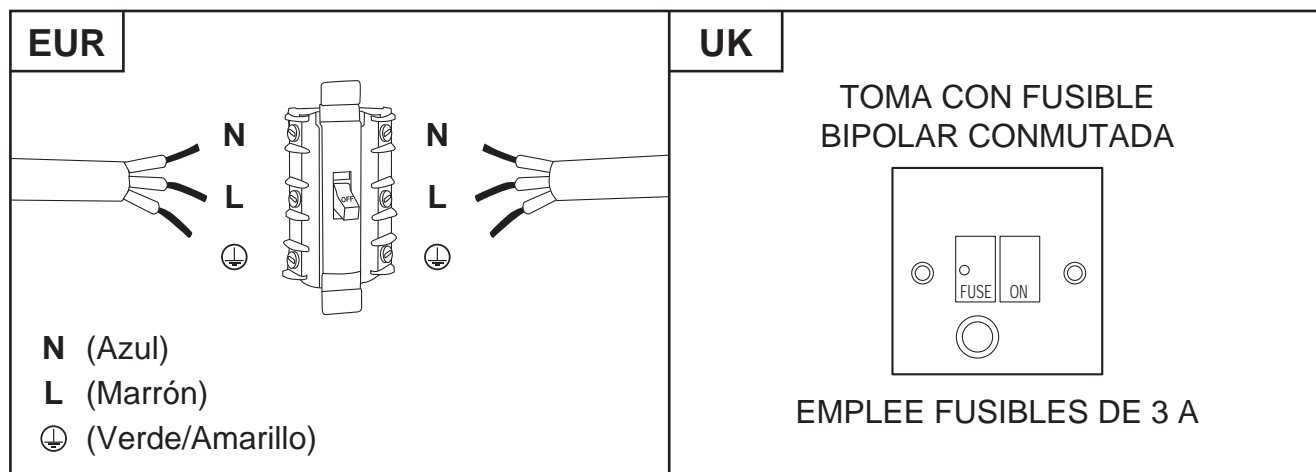 EUR
N
L
N
L
OFF
N (Azul)
L (Marrón)
(Verde/Amarillo)
UK
TOMA CON FUSIBLE
BIPOLAR CONMUTADA
FUSE ON
EMPLEE FUSIBLES DE 3 A